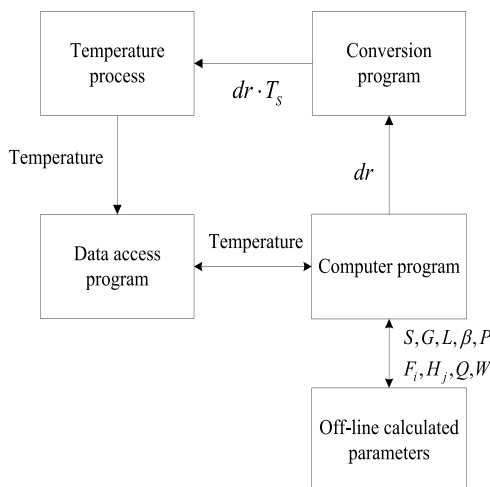 Temperature
process
Conversion
program
dr · T_S
Temperature
dr
Data access
program
Temperature
Computer program
S, G, L, β, P
F_i, H_j, Q, W
Off-line calculated
parameters